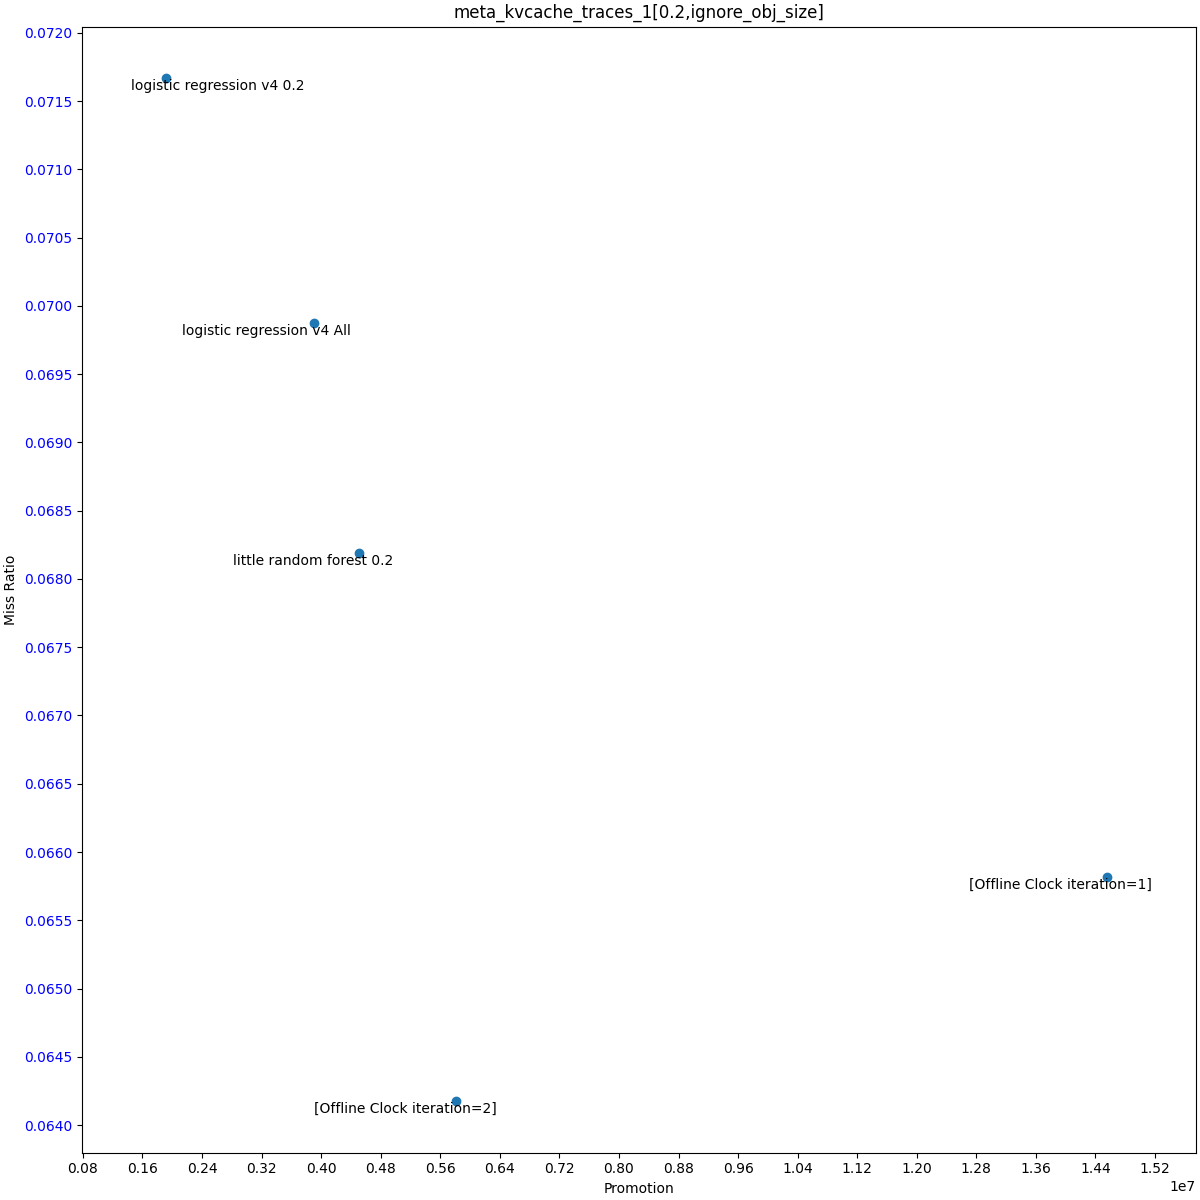 meta_kvcache_traces_1[0.2,ignore_obj_size]
0.0720
logistic regression v4 0.2
0.0715
0.0710
0.0705
0.0700
logistic regression v4 All
0.0695
0.0690
0.0685
little random forest 0.2
0.0680
Miss Ratio
0.0675
0.0670
0.0665
0.0660
[Offline Clock iteration=1]
0.0655
0.0650
0.0645
[Offline Clock iteration=2]
0.0640
0.08 0.16 0.24 0.32 0.40 0.48 0.56 0.64 0.72 0.80 0.88 0.96 1.04 1.12 1.20 1.28 1.36 1.44 1.52
1e7
Promotion